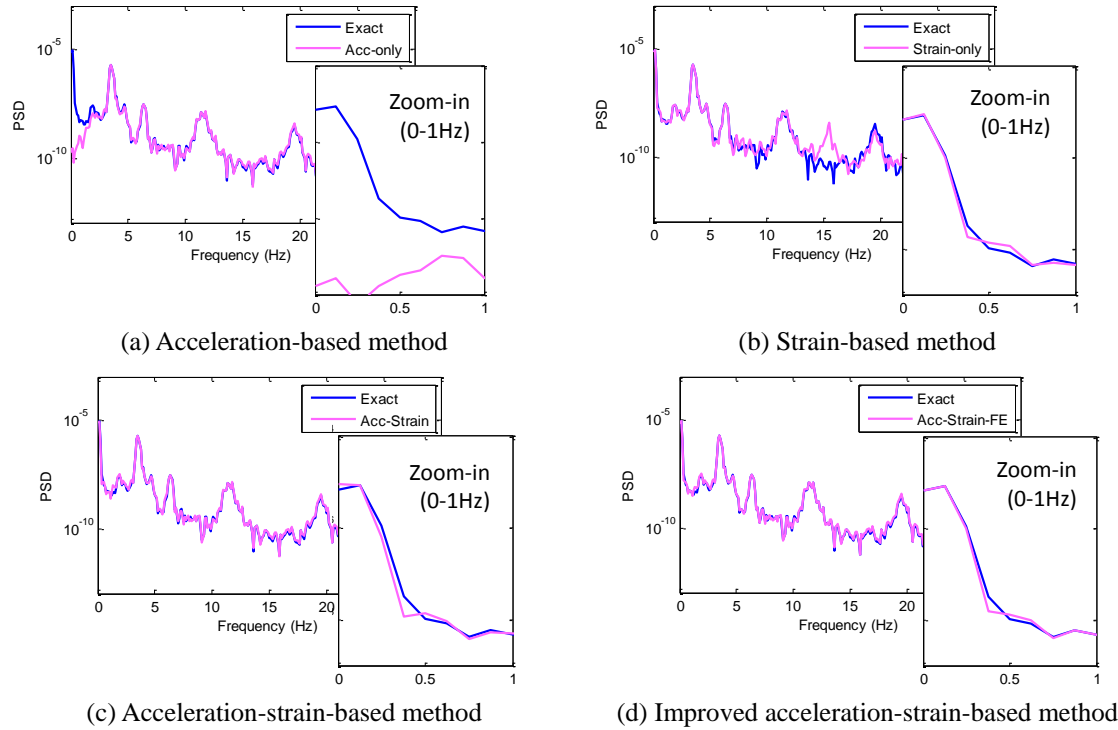 Exact
Acc-only
10^-5
10^-10
PSD
Zoom-in
(0-1Hz)
0 5 10 15 20
Frequency (Hz)
0 0.5 1
(a) Acceleration-based method
Exact
Strain-only
10^-5
10^-10
PSD
Zoom-in
(0-1Hz)
0 5 10 15 20
Frequency (Hz)
0 0.5 1
(b) Strain-based method
Exact
Acc-Strain
10^-5
10^-10
PSD
Zoom-in
(0-1Hz)
0 5 10 15 20
Frequency (Hz)
0 0.5 1
(c) Acceleration-strain-based method
Exact
Acc-Strain-FE
10^-5
10^-10
PSD
Zoom-in
(0-1Hz)
0 5 10 15 20
Frequency (Hz)
0 0.5 1
(d) Improved acceleration-strain-based method